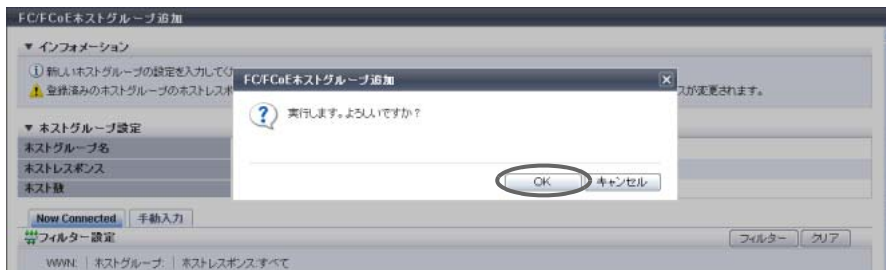 FC/FCoEホストグループ追加
▼ インフォメーション
新しいホストグループの設定を入力してく
登録済みのホストグループのホストレスポ
スが変更されます。
FC/FCoEホストグループ追加
実行します。よろしいですか?
OK キャンセル
▼ ホストグループ設定
ホストグループ名
ホストレスポンス
ホスト数
Now Connected 手動入力
フィルター設定 フィルター クリア
WWN: ホストグループ: ホストレスポンス:すべて